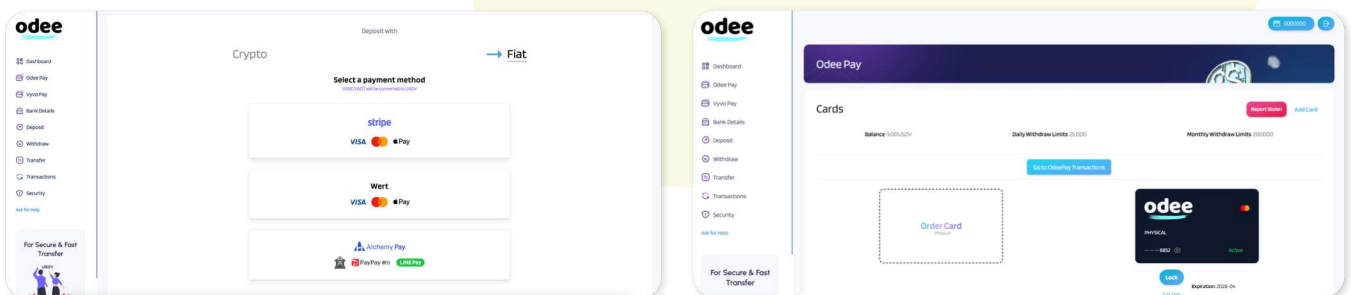 odee
Dashboard
Odee Pay
Vyvo Pay
Bank Details
Deposit
Withdraw
Transfer
Transactions
Security
Ask for Help
For Secure & Fast
Transfer
USDV
Deposit with
Crypto
Fiat
Select a payment method
USDC/USDT will be converted to USDV
stripe
VISA Pay
Wert
VISA Pay
Alchemy Pay
PayPay LINE Pay
odee
Dashboard
Odee Pay
Vyvo Pay
Bank Details
Deposit
Withdraw
Transfer
Transactions
Security
Ask for Help
For Secure & Fast
Transfer
0000000
Odee Pay
Cards
Report Stolen Add Card
Balance 9.00USDV Daily Withdraw Limits 25.000 Monthly Withdraw Limits 200.000
Go to OdeePay Transactions
Order Card
Physical
odee
PHYSICAL
6852
Active
Lock
Expiration: 2028-04